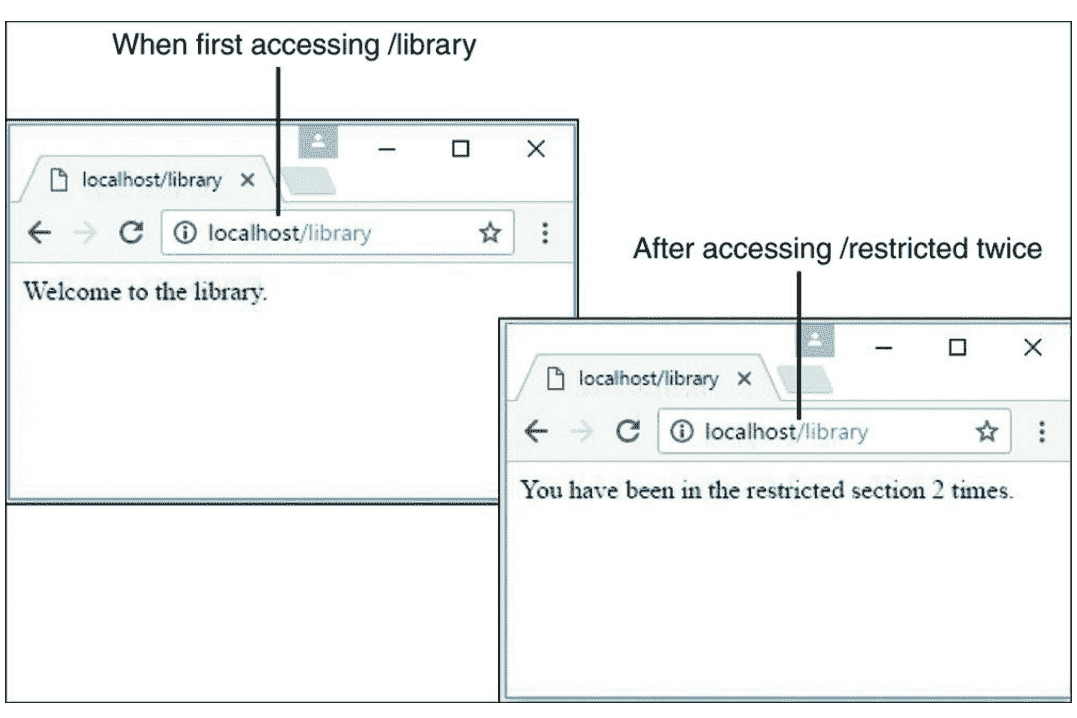 When first accessing /library
localhost/library
localhost/library
Welcome to the library.
After accessing /restricted twice
localhost/library
localhost/library
You have been in the restricted section 2 times.